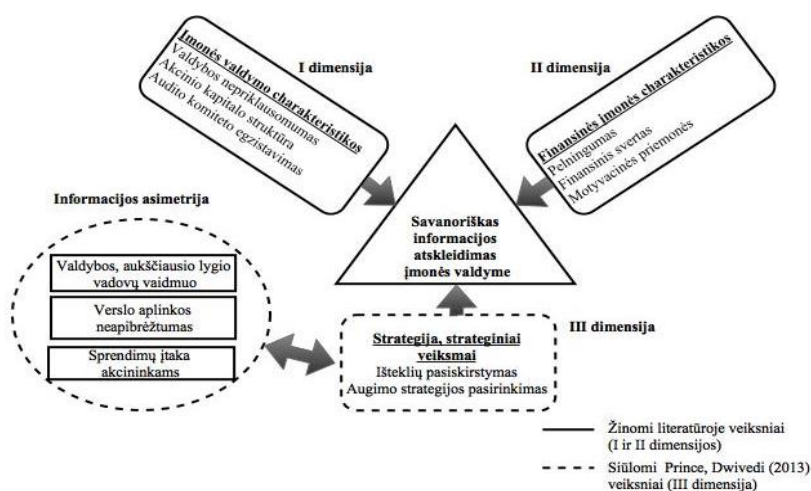 I dimensija
Įmonės valdymo charakteristikos
Valdybos nepriklausomumas
Akcinio kapitalo struktūra
Audito komiteto egzistavimas
II dimensija
Finansinės įmonės charakteristikos
Pelningumas
Finansinis svertas
Motyvacinės priemonės
Savanoriškas
informacijos
atskleidimas
įmonės valdyme
Informacijos asimetrija
Valdybos, aukščiausio lygio
vadovų vaidmuo
Verslo aplinkos
neapibrėžtumas
Sprendimų įtaka
akcininkams
III dimensija
Strategija, strateginiai
veiksmai
Išteklių pasiskirstymas
Augimo strategijos pasirinkimas
Žinomi literatūroje veiksniai
(I ir II dimensijos)
Siūlomi Prince, Dwivedi (2013)
veiksniai (III dimensija)